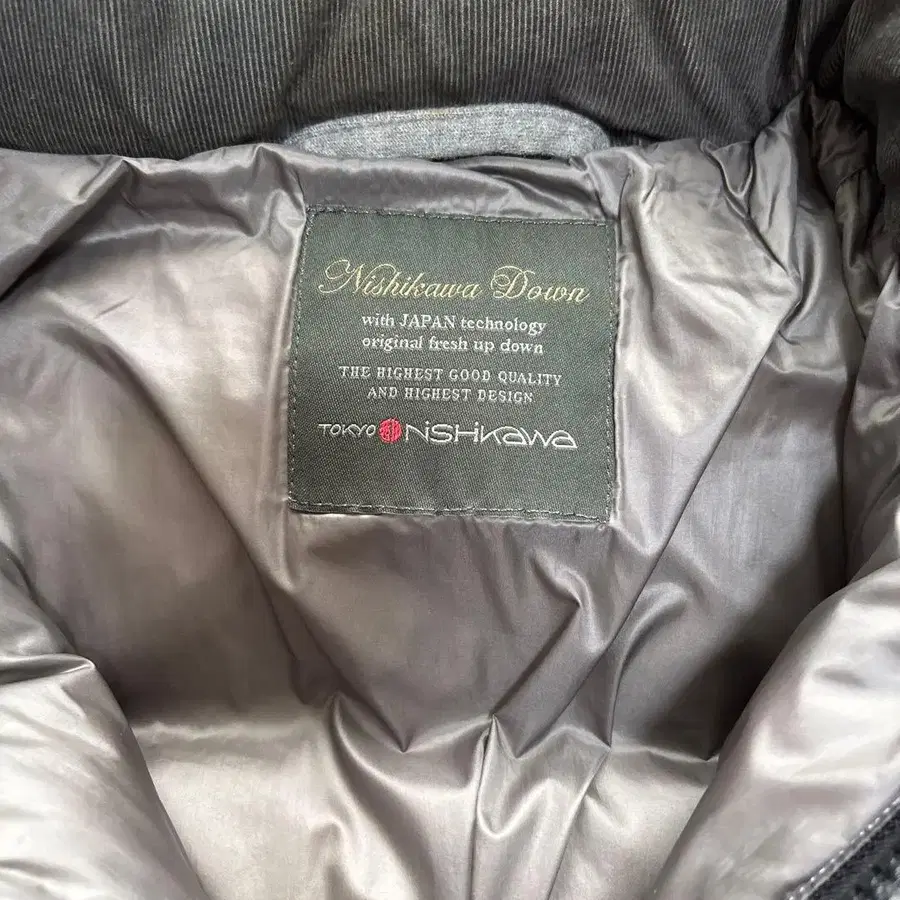 Nishikawa Down
with JAPAN technology
original fresh up down
THE HIGHEST GOOD QUALITY
AND HIGHEST DESIGN
TOKYO NiSHiKaWa